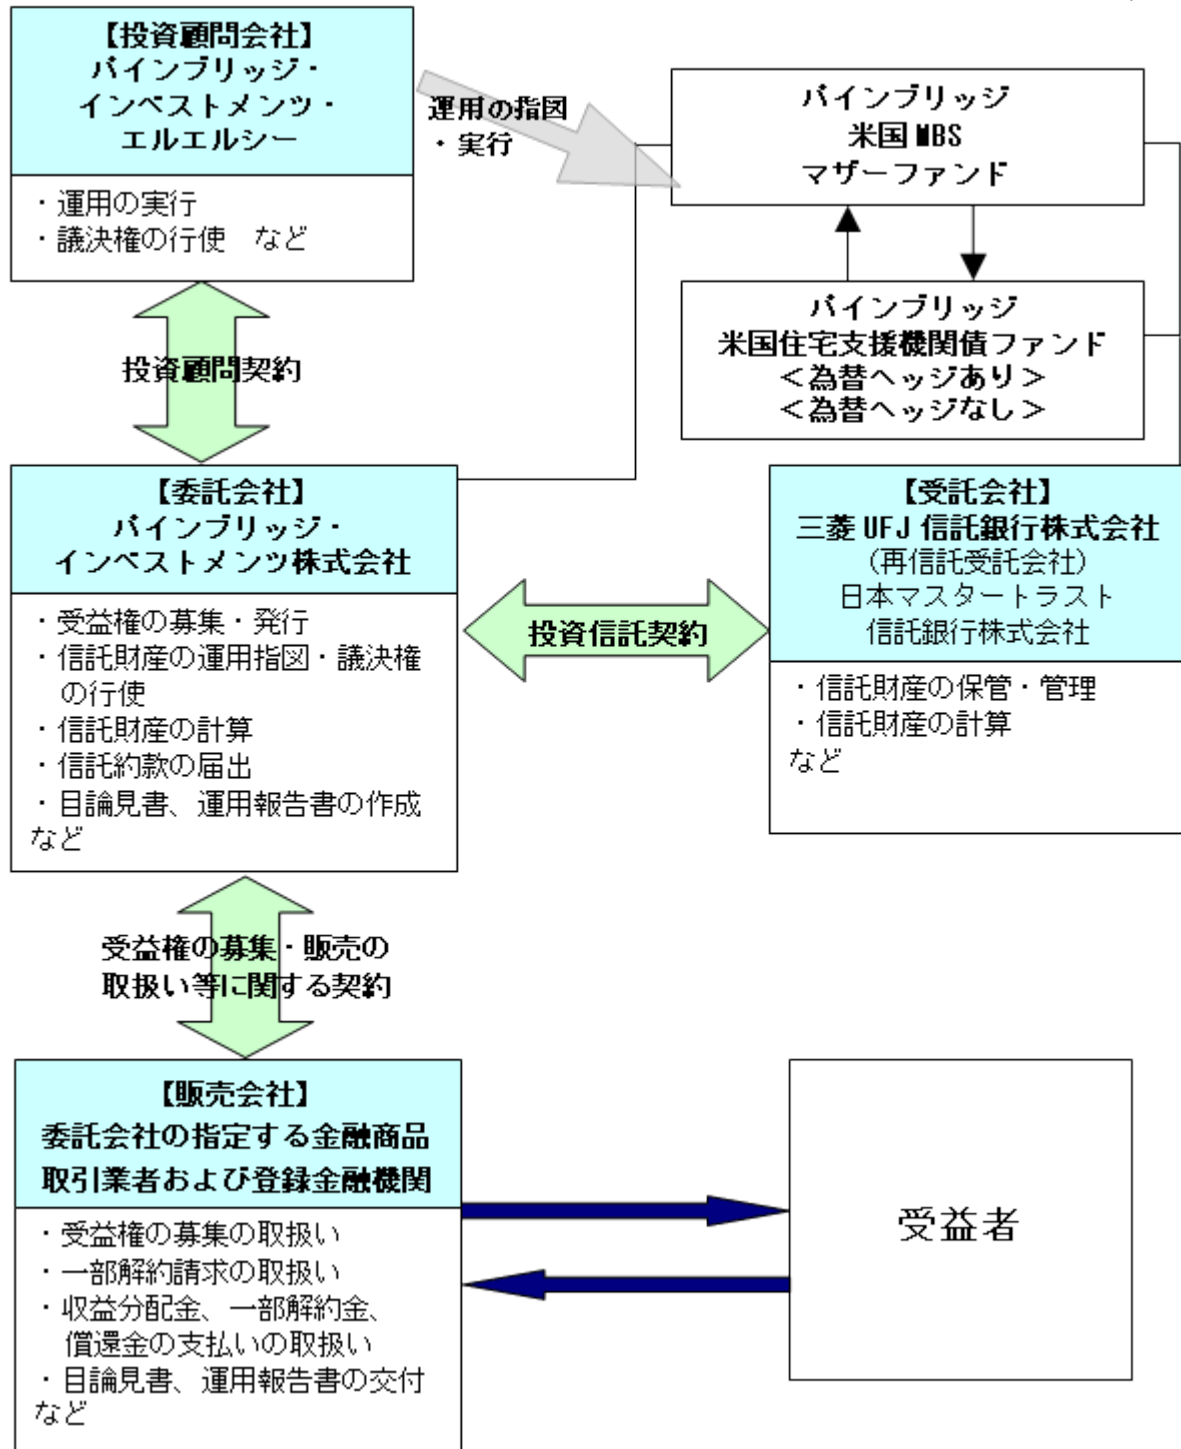 【投資顧問会社】
パインブリッジ・
インベストメンツ・
エルエルシー
・運用の実行
・議決権の行使　など
運用の指図
・実行
パインブリッジ
米国MBS
マザーファンド
パインブリッジ
米国住宅支援機関債ファンド
＜為替ヘッジあり＞
＜為替ヘッジなし＞
投資顧問契約
【委託会社】
パインブリッジ・
インベストメンツ株式会社
・受益権の募集・発行
・信託財産の運用指図・議決権
の行使
・信託財産の計算
・信託約款の届出
・目論見書、運用報告書の作成
など
投資信託契約
【受託会社】
三菱UFJ信託銀行株式会社
（再信託受託会社）
日本マスタートラスト
信託銀行株式会社
・信託財産の保管・管理
・信託財産の計算
など
受益権の募集・販売の
取扱い等に関する契約
【販売会社】
委託会社の指定する金融商品
取引業者および登録金融機関
・受益権の募集の取扱い
・一部解約請求の取扱い
・収益分配金、一部解約金、
償還金の支払いの取扱い
・目論見書、運用報告書の交付
など
受益者